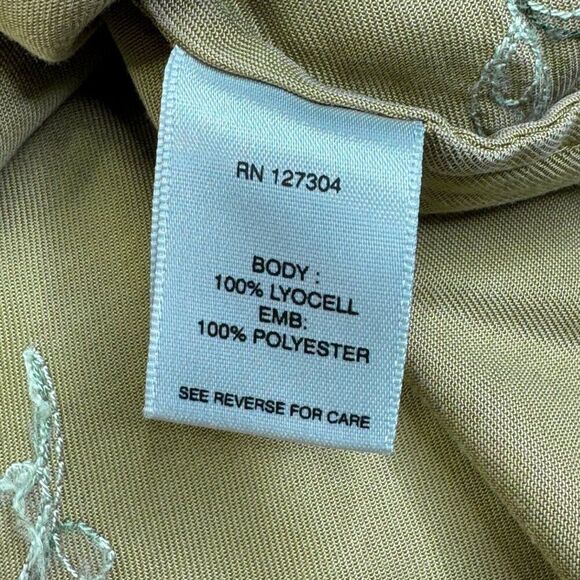 RN 127304
BODY :
100% LYOCELL
EMB:
100% POLYESTER
SEE REVERSE FOR CARE